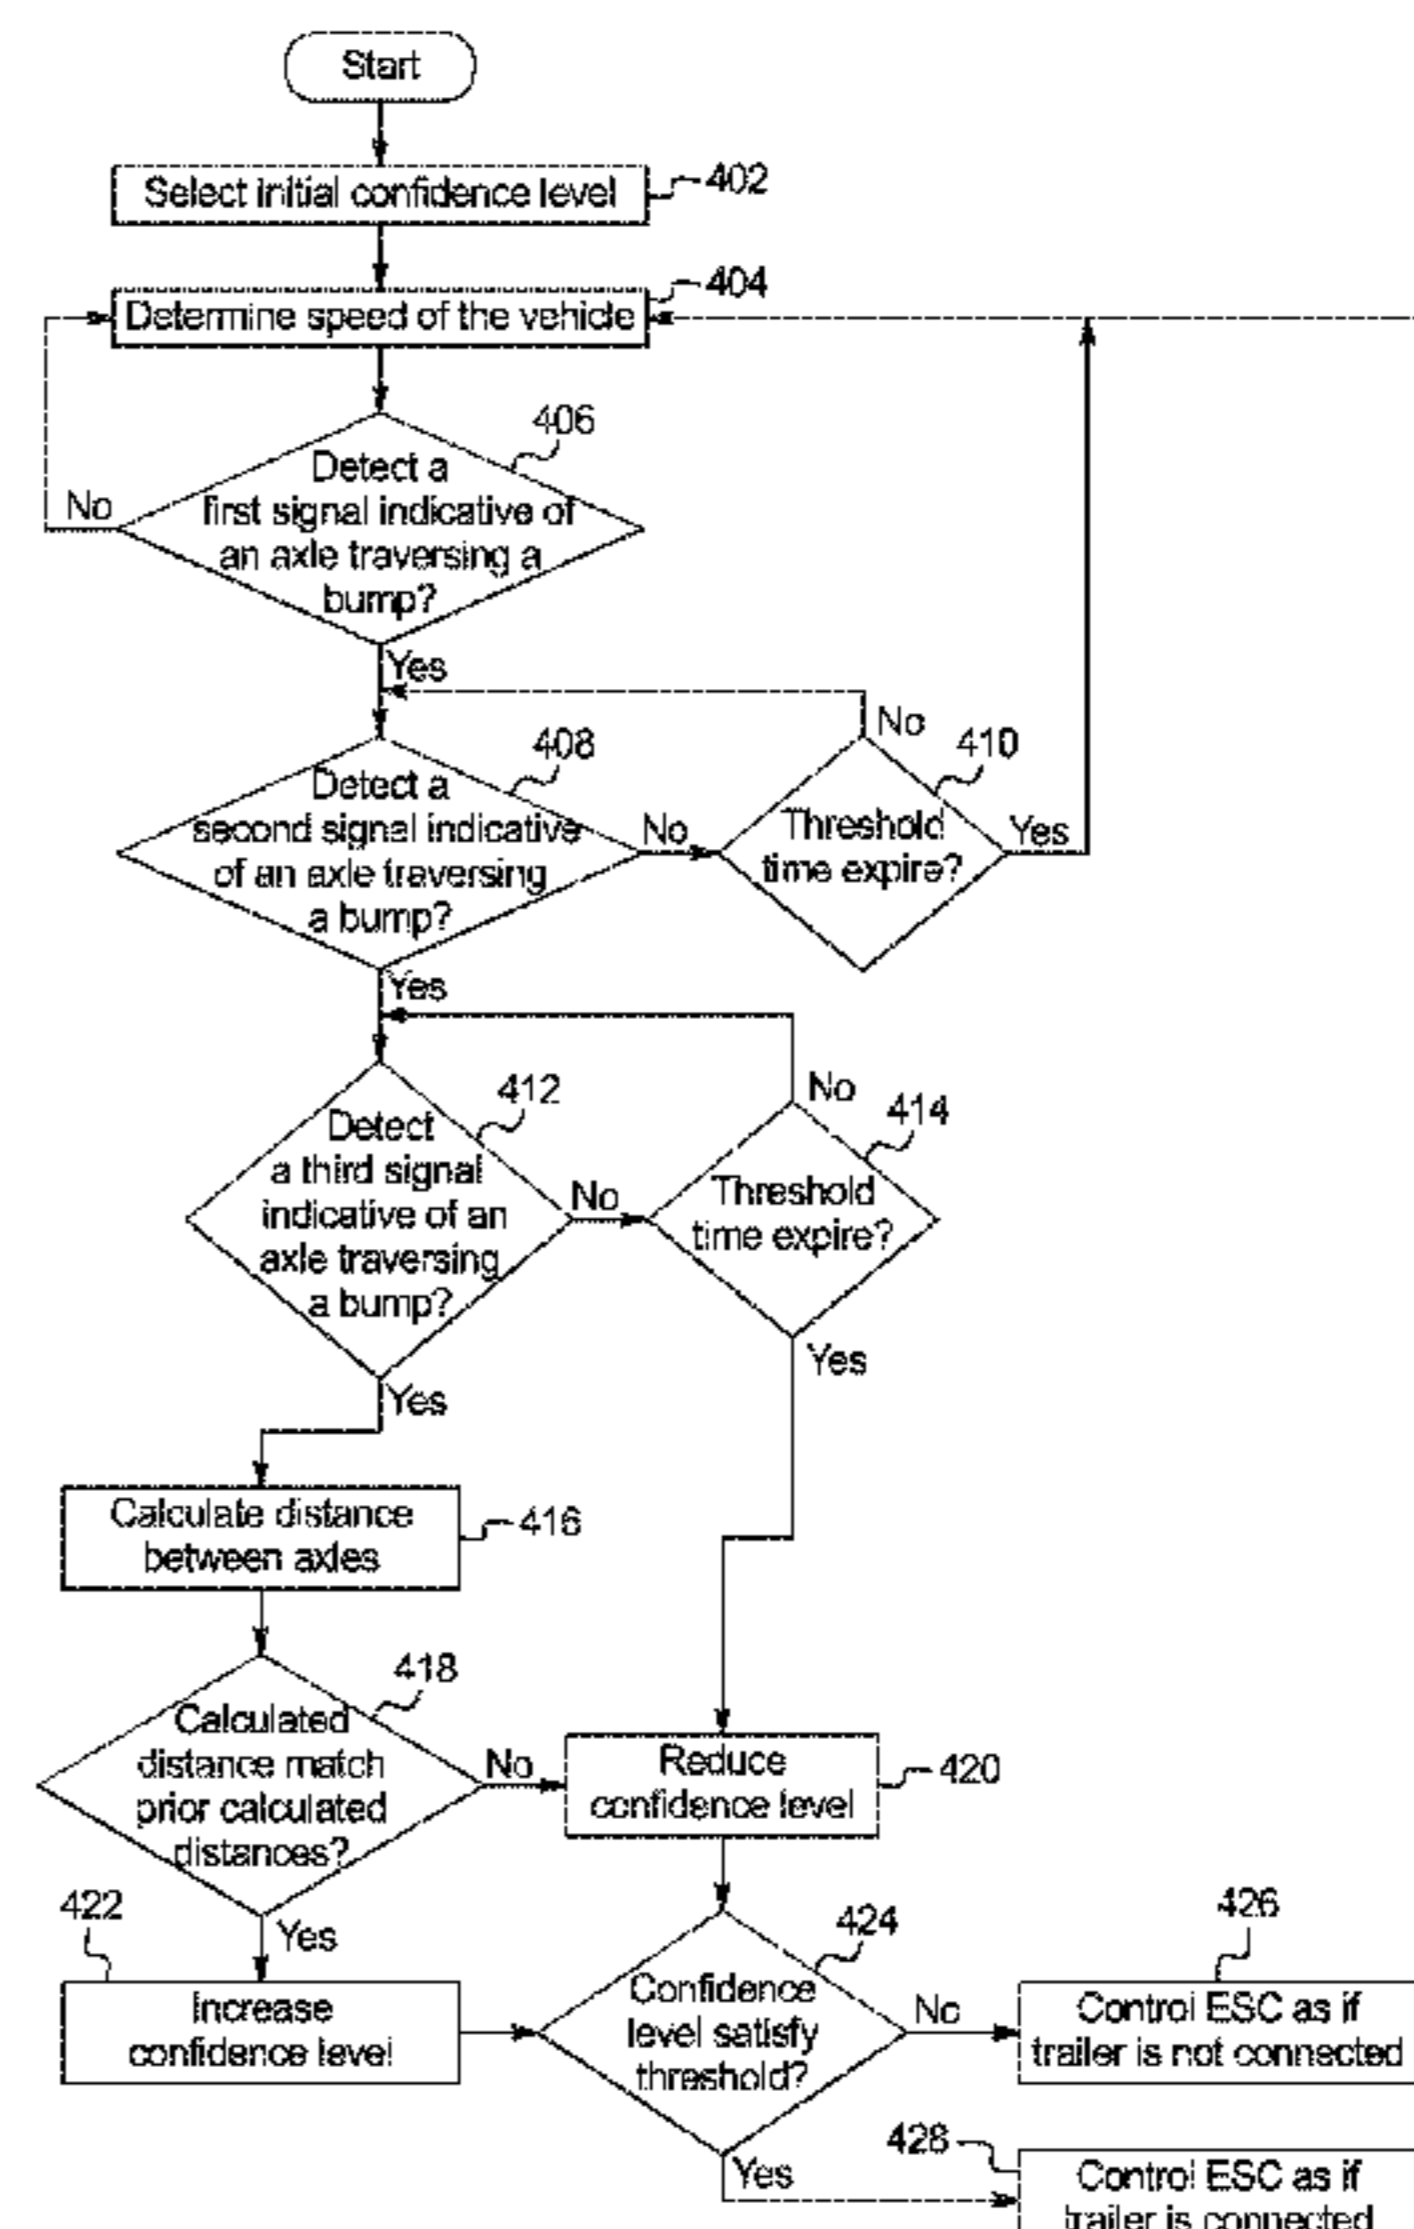 Start
Select initial confidence level
402
404
Determine speed of the vehicle
406
Detect a
first signal indicative of
an axle traversing a
bump?
No
Yes
No
408
410
Detect a
second signal indicative
of an axle traversing
a bump?
No
Threshold
time expire?
Yes
Yes
No
412
414
Detect
a third signal
indicative of an
axle traversing
a bump?
No
Threshold
time expire?
Yes
Yes
Calculate distance
between axles
416
418
Calculated
distance match
prior calculated
distances?
No
Reduce
confidence level
420
422
Yes
424
426
Increase
confidence level
Confidence
level satisfy
threshold?
No
Control ESC as if
trailer is not connected
428
Yes
Control ESC as if
trailer is connected